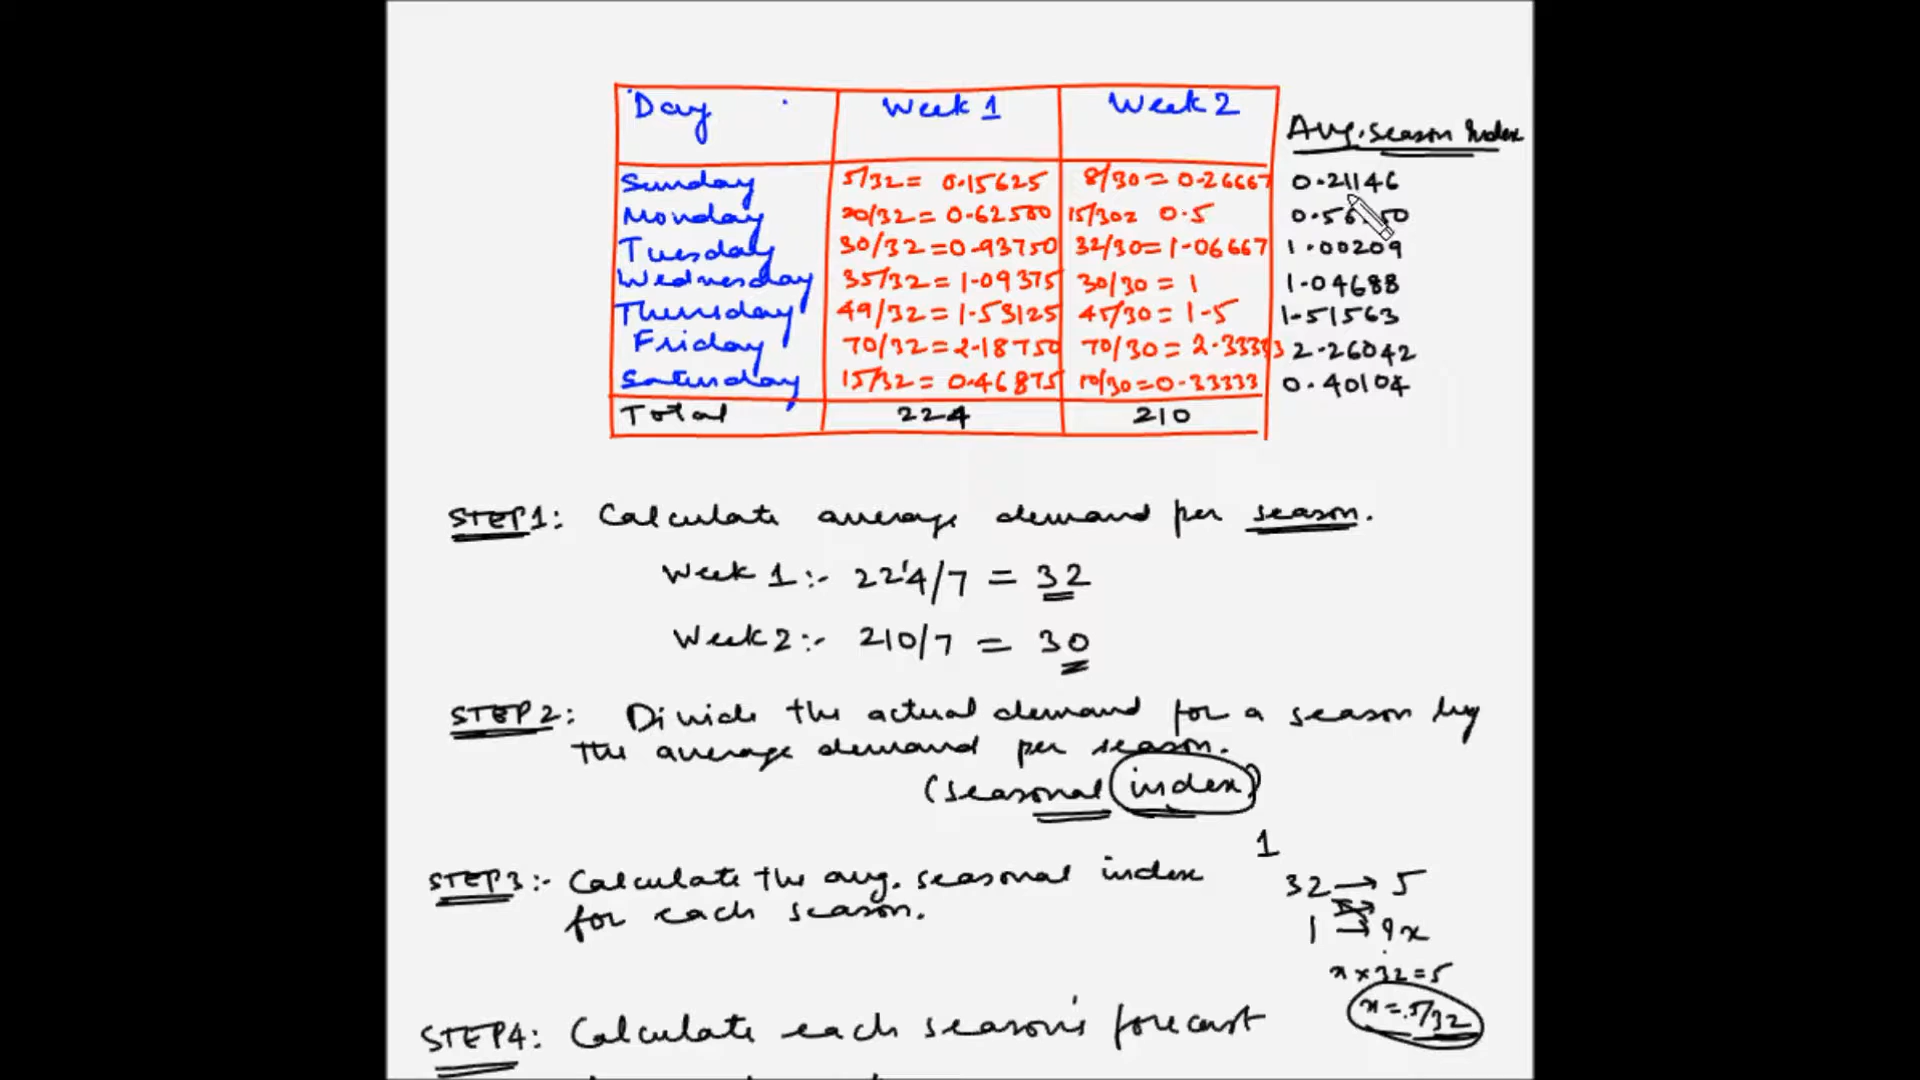 Day Week 1 Week 2 Avg. season Index
Sunday 5/32 = 0.15625 8/30 = 0.26667 0.21146
Monday 20/32 = 0.62500 15/30 = 0.5
Tuesday 30/32 = 0.93750 32/30 = 1.06667 1.00209
Wednesday 35/32 = 1.09375 30/30 = 1 1.04688
Thursday 49/32 = 1.53125 45/30 = 1.5 1.51563
Friday 70/32 = 2.18750 70/30 = 2.33333 2.26042
Saturday 15/32 = 0.46875 10/30 = 0.33333 0.40104
Total 224 210
STEP1: Calculate average demand per season.
Week 1:- 224/7 = 32
Week 2:- 210/7 = 30
STEP2: Divide the actual demand for a season by
the average demand per season.
(seasonal index)
STEP3:- Calculate the avg. seasonal index
for each season.
1
32 → 5
1 → ? x
x × 32 = 5
x = 5/32
STEP4: Calculate each season's forecast